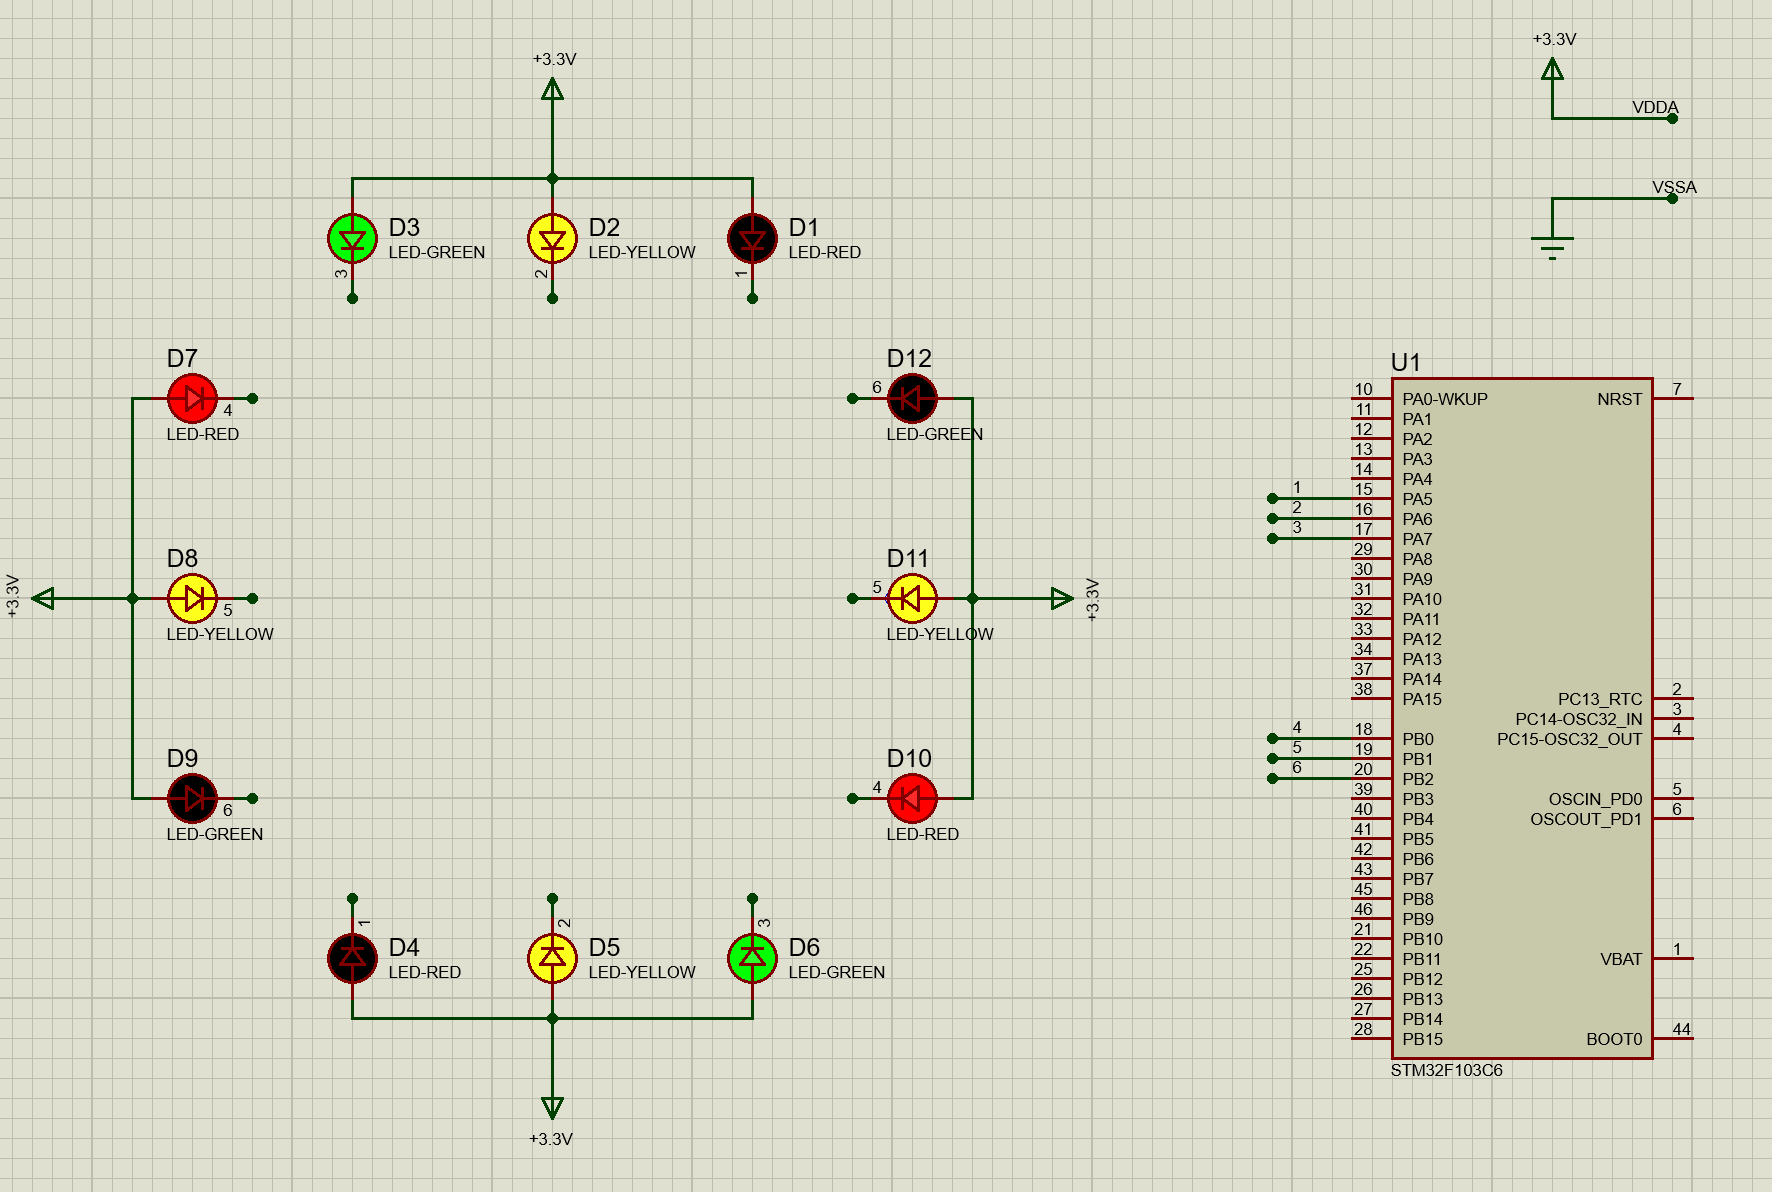 +3.3V
D3
LED-GREEN
3
D2
LED-YELLOW
2
D1
LED-RED
1
+3.3V
VDDA
VSSA
D7
4
LED-RED
D8
5
LED-YELLOW
D9
6
LED-GREEN
+3.3V
D12
6
LED-GREEN
D11
5
LED-YELLOW
D10
4
LED-RED
+3.3V
1
D4
LED-RED
2
D5
LED-YELLOW
3
D6
LED-GREEN
+3.3V
U1
10 PA0-WKUP NRST 7
11 PA1
12 PA2
13 PA3
14 PA4
1 15 PA5
2 16 PA6
3 17 PA7
29 PA8
30 PA9
31 PA10
32 PA11
33 PA12
34 PA13
37 PA14
38 PA15 PC13_RTC 2
PC14-OSC32_IN 3
4 18 PB0 PC15-OSC32_OUT 4
5 19 PB1
6 20 PB2
39 PB3 OSCIN_PD0 5
40 PB4 OSCOUT_PD1 6
41 PB5
42 PB6
43 PB7
45 PB8
46 PB9
21 PB10
22 PB11 VBAT 1
25 PB12
26 PB13
27 PB14
28 PB15 BOOT0 44
STM32F103C6